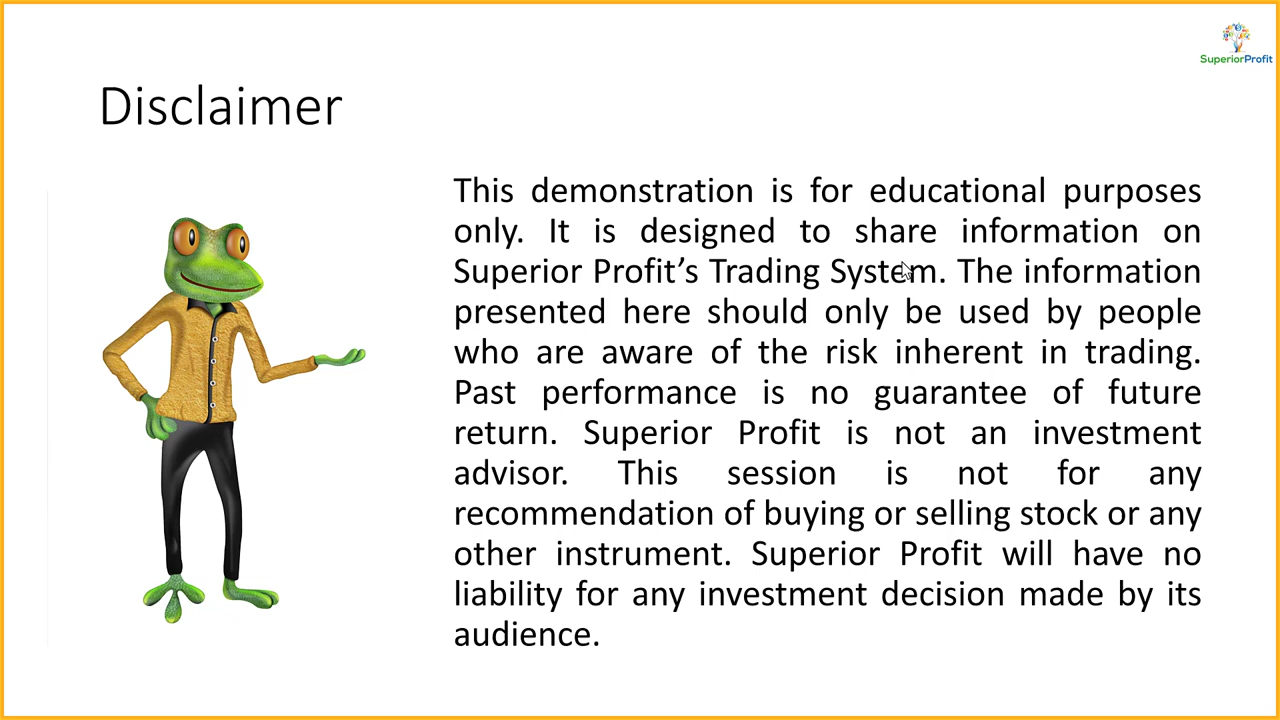 SuperiorProfit
Disclaimer
This demonstration is for educational purposes
only. It is designed to share information on
Superior Profit’s Trading System. The information
presented here should only be used by people
who are aware of the risk inherent in trading.
Past performance is no guarantee of future
return. Superior Profit is not an investment
advisor. This session is not for any
recommendation of buying or selling stock or any
other instrument. Superior Profit will have no
liability for any investment decision made by its
audience.